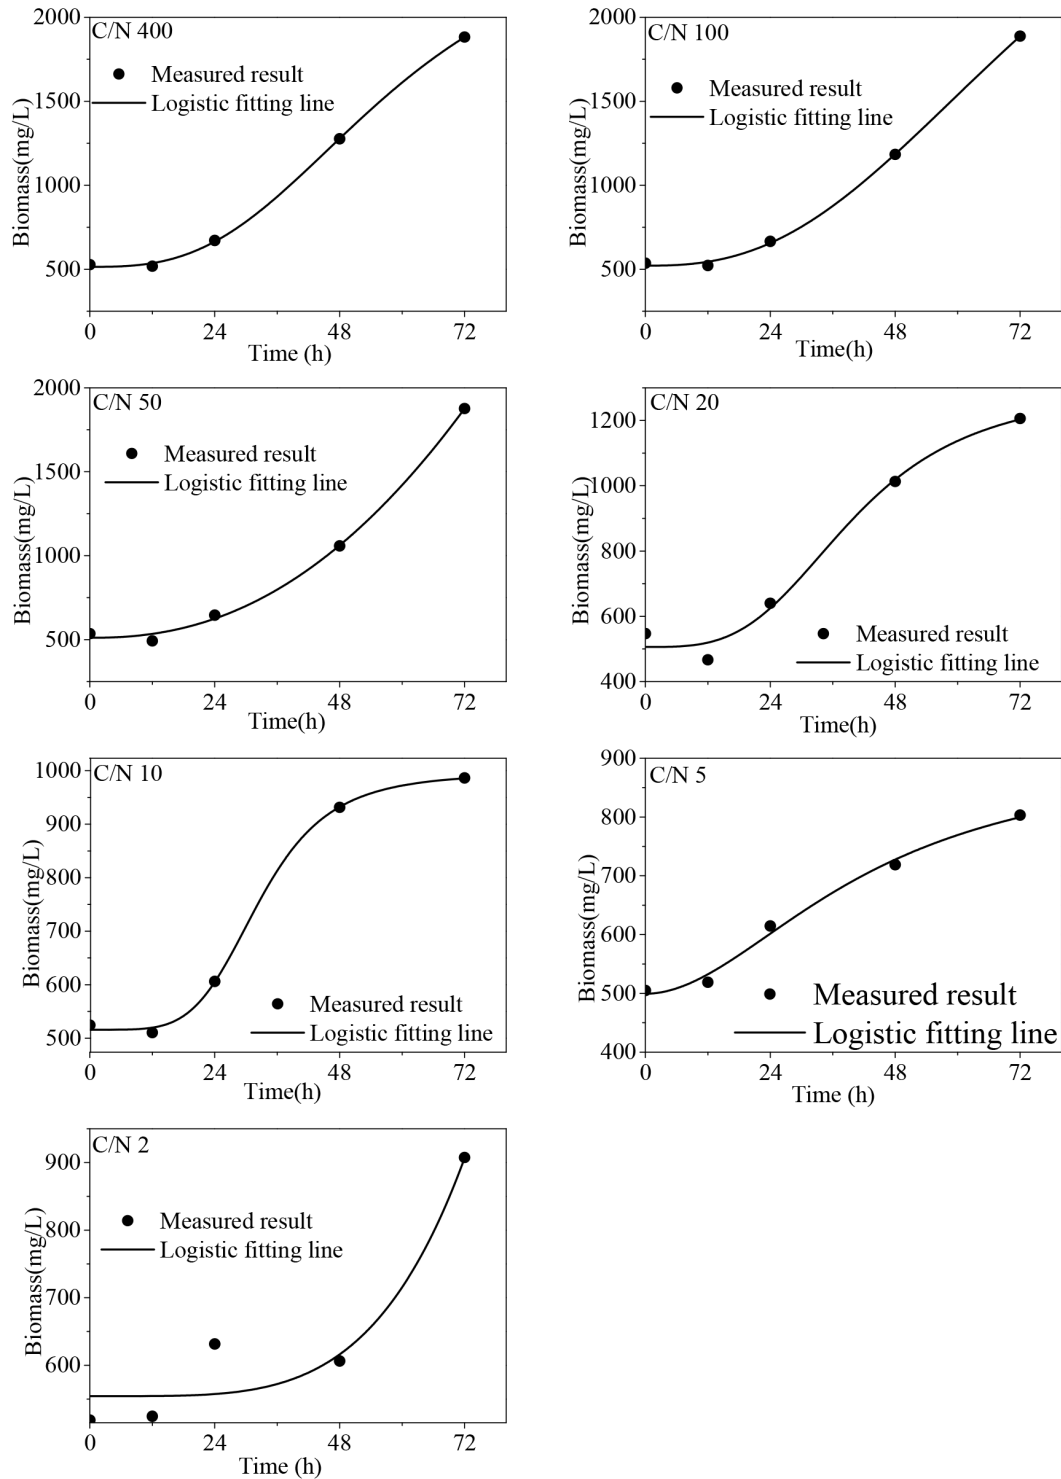 C/N 400
Measured result
Logistic fitting line
2000
1500
1000
500
Biomass(mg/L)
0 24 48 72
Time (h)
C/N 100
Measured result
Logistic fitting line
2000
1500
1000
500
Biomass(mg/L)
0 24 48 72
Time(h)
C/N 50
Measured result
Logistic fitting line
2000
1500
1000
500
Biomass(mg/L)
0 24 48 72
Time(h)
C/N 20
Measured result
Logistic fitting line
1200
1000
800
600
400
Biomass(mg/L)
0 24 48 72
Time(h)
C/N 10
Measured result
Logistic fitting line
1000
900
800
700
600
500
Biomass(mg/L)
0 24 48 72
Time(h)
C/N 5
Measured result
Logistic fitting line
900
800
700
600
500
400
Biomass(mg/L)
0 24 48 72
Time (h)
C/N 2
Measured result
Logistic fitting line
900
800
700
600
Biomass(mg/L)
0 24 48 72
Time (h)